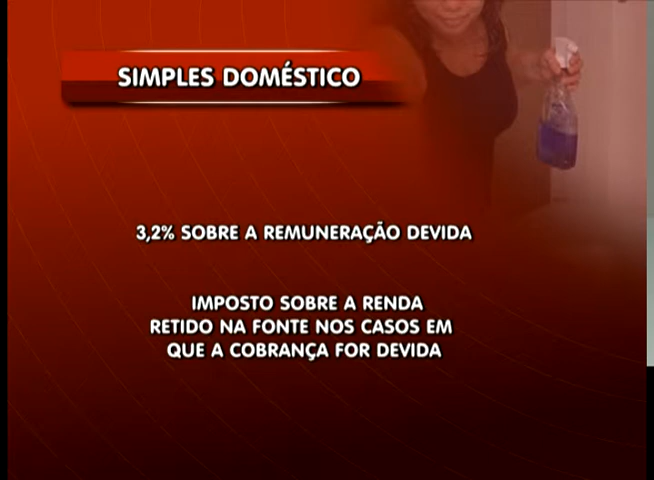 SIMPLES DOMÉSTICO
3,2% SOBRE A REMUNERAÇÃO DEVIDA
IMPOSTO SOBRE A RENDA
RETIDO NA FONTE NOS CASOS EM
QUE A COBRANÇA FOR DEVIDA